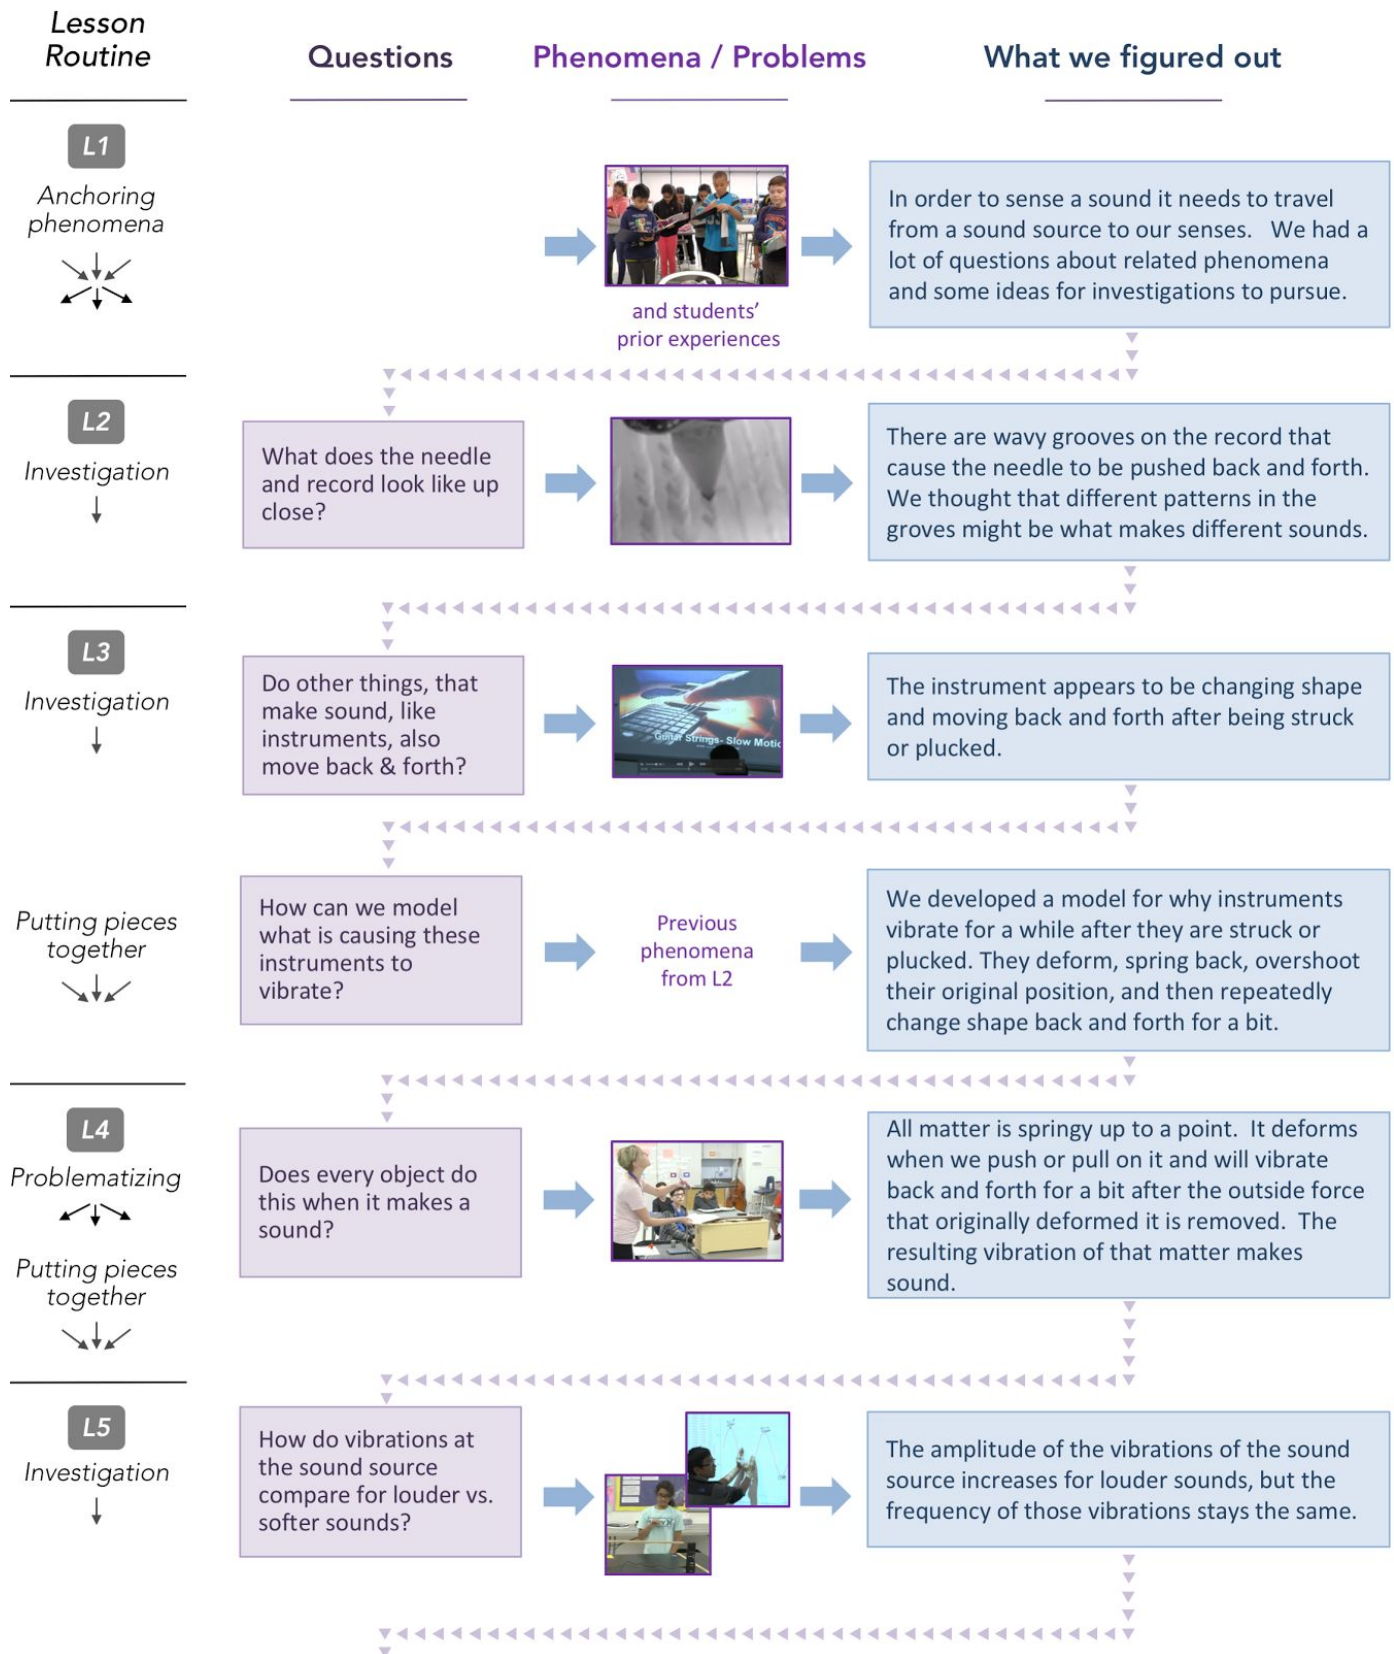 Lesson
Routine
Questions
Phenomena / Problems
What we figured out
L1
Anchoring
phenomena
and students’
prior experiences
In order to sense a sound it needs to travel
from a sound source to our senses.   We had a
lot of questions about related phenomena
and some ideas for investigations to pursue.
L2
Investigation
What does the needle
and record look like up
close?
There are wavy grooves on the record that
cause the needle to be pushed back and forth.
We thought that different patterns in the
groves might be what makes different sounds.
L3
Investigation
Do other things, that
make sound, like
instruments, also
move back & forth?
Guitar Strings- Slow Motic
The instrument appears to be changing shape
and moving back and forth after being struck
or plucked.
Putting pieces
together
How can we model
what is causing these
instruments to
vibrate?
Previous
phenomena
from L2
We developed a model for why instruments
vibrate for a while after they are struck or
plucked. They deform, spring back, overshoot
their original position, and then repeatedly
change shape back and forth for a bit.
L4
Problematizing
Putting pieces
together
Does every object do
this when it makes a
sound?
All matter is springy up to a point.  It deforms
when we push or pull on it and will vibrate
back and forth for a bit after the outside force
that originally deformed it is removed.  The
resulting vibration of that matter makes
sound.
L5
Investigation
How do vibrations at
the sound source
compare for louder vs.
softer sounds?
The amplitude of the vibrations of the sound
source increases for louder sounds, but the
frequency of those vibrations stays the same.